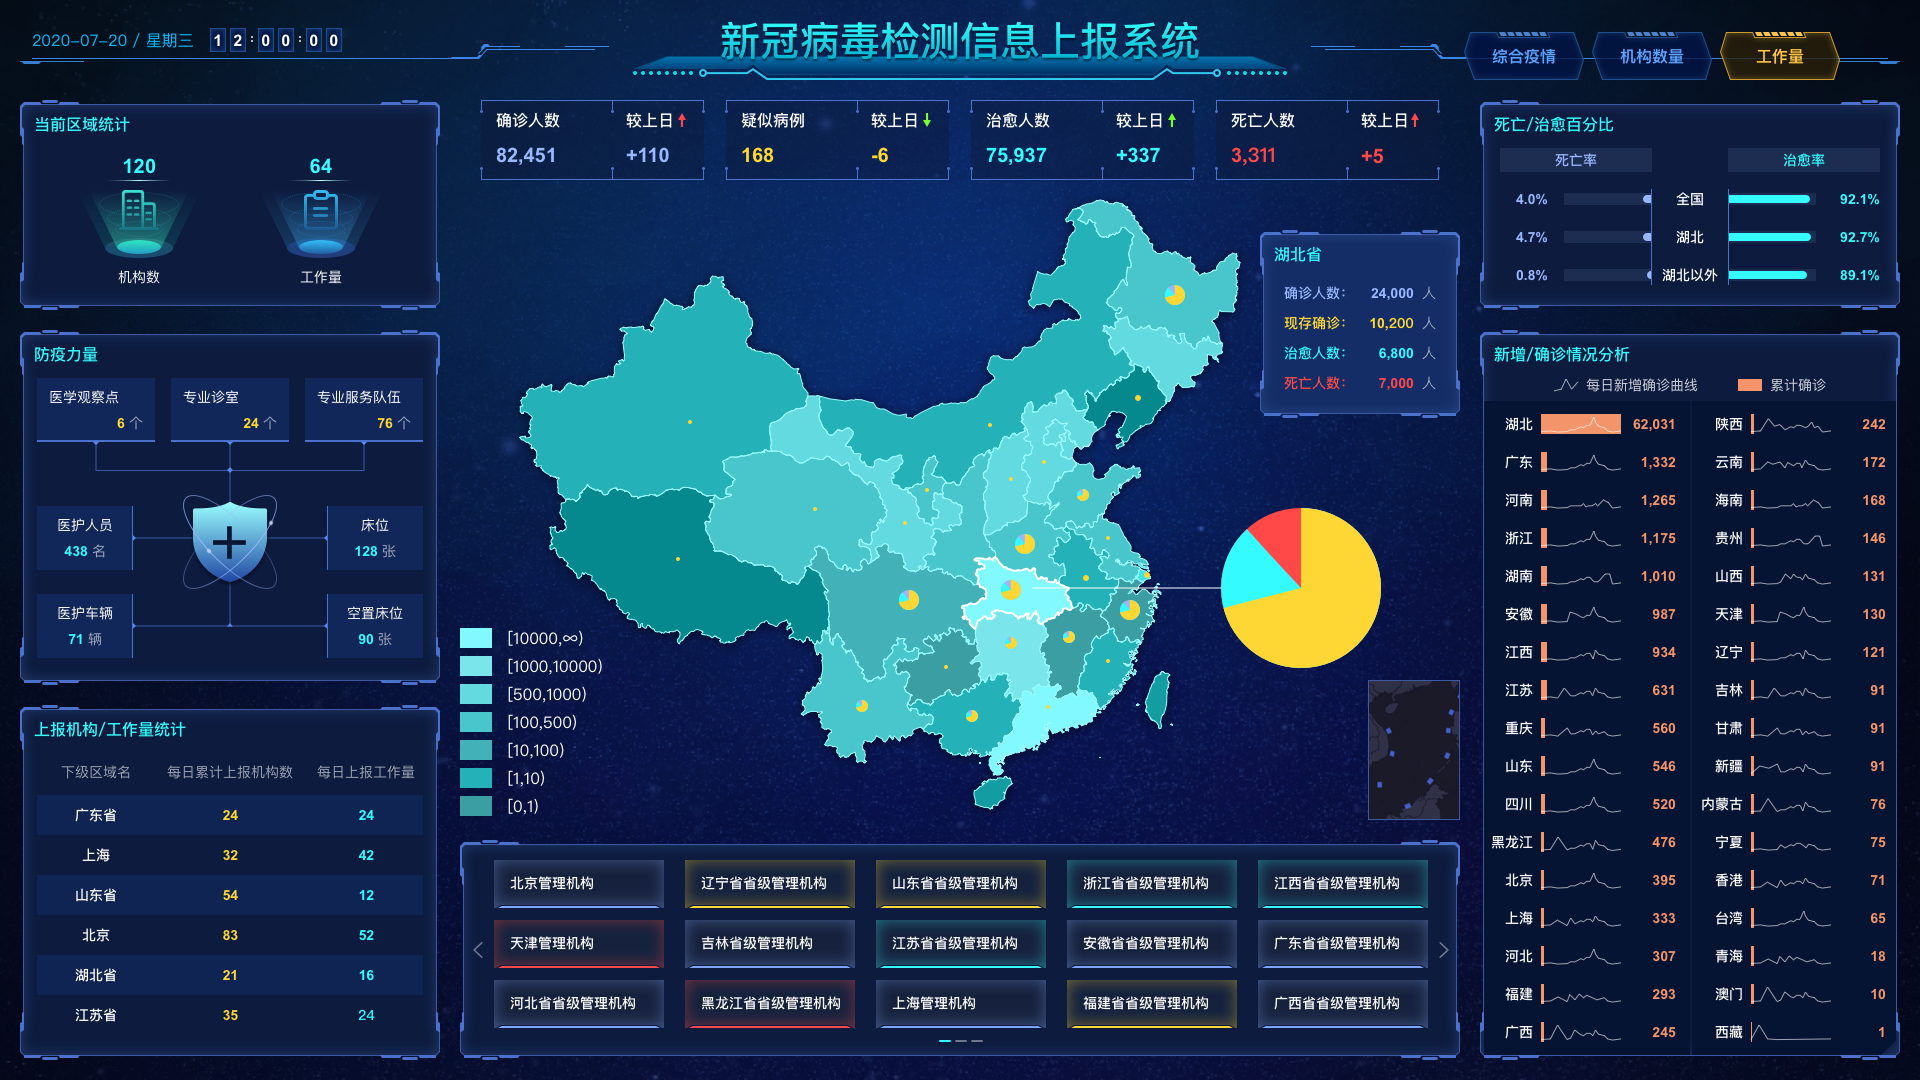 2020-07-20 / 星期三 12:00:00
新冠病毒检测信息上报系统
综合疫情 机构数量 工作量
当前区域统计
120 64
机构数 工作量
防疫力量
医学观察点 专业诊室 专业服务队伍
6 个 24 个 76 个
医护人员 床位
438 名 128 张
医护车辆 空置床位
71 辆 90 张
上报机构/工作量统计
下级区域名 每日累计上报机构数 每日上报工作量
广东省 24 24
上海 32 42
山东省 54 12
北京 83 52
湖北省 21 16
江苏省 35 24
确诊人数 较上日 疑似病例 较上日 治愈人数 较上日 死亡人数 较上日
82,451 +110 168 -6 75,937 +337 3,311 +5
湖北省
确诊人数: 24,000 人
现存确诊: 10,200 人
治愈人数: 6,800 人
死亡人数: 7,000 人
[10000,∞)
[1000,10000)
[500,1000)
[100,500)
[10,100)
[1,10)
[0,1)
北京管理机构 辽宁省省级管理机构 山东省省级管理机构 浙江省省级管理机构 江西省省级管理机构
天津管理机构 吉林省级管理机构 江苏省省级管理机构 安徽省省级管理机构 广东省省级管理机构
河北省省级管理机构 黑龙江省省级管理机构 上海管理机构 福建省省级管理机构 广西省省级管理机构
死亡/治愈百分比
死亡率 治愈率
4.0% 全国 92.1%
4.7% 湖北 92.7%
0.8% 湖北以外 89.1%
新增/确诊情况分析
每日新增确诊曲线 累计确诊
湖北 62,031 陕西 242
广东 1,332 云南 172
河南 1,265 海南 168
浙江 1,175 贵州 146
湖南 1,010 山西 131
安徽 987 天津 130
江西 934 辽宁 121
江苏 631 吉林 91
重庆 560 甘肃 91
山东 546 新疆 91
四川 520 内蒙古 76
黑龙江 476 宁夏 75
北京 395 香港 71
上海 333 台湾 65
河北 307 青海 18
福建 293 澳门 10
广西 245 西藏 1